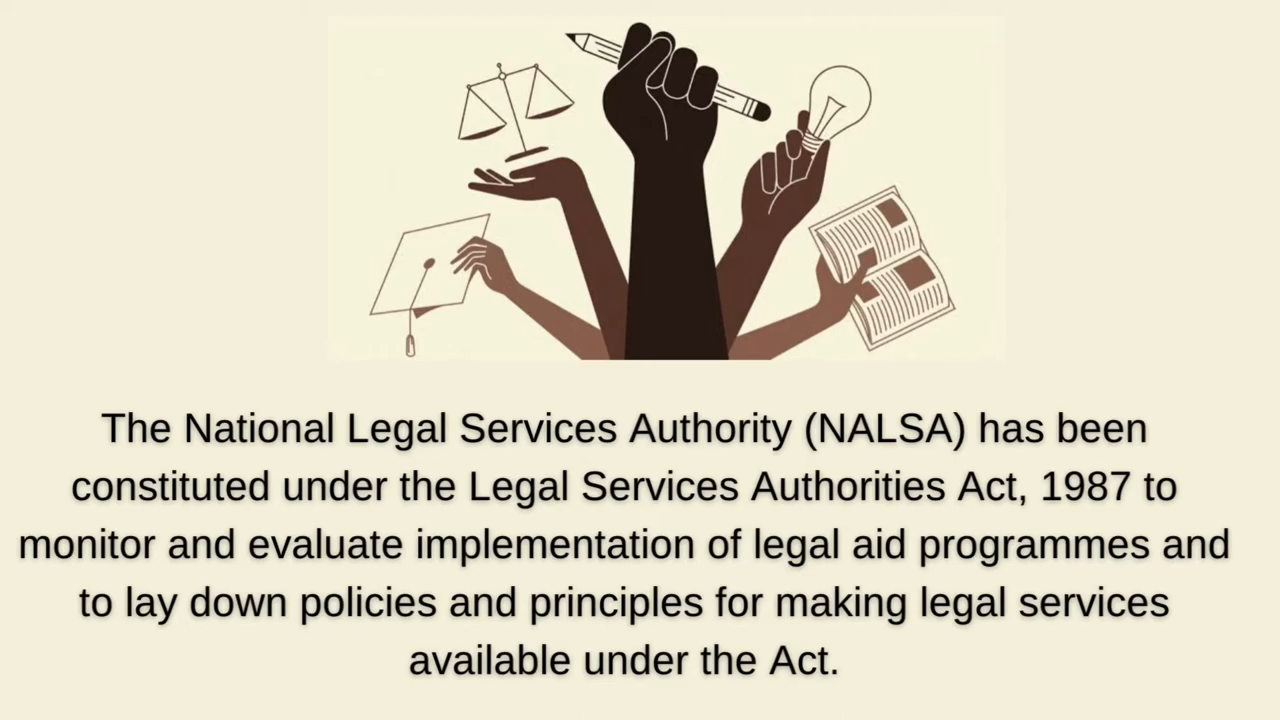 The National Legal Services Authority (NALSA) has been
constituted under the Legal Services Authorities Act, 1987 to
monitor and evaluate implementation of legal aid programmes and
to lay down policies and principles for making legal services
available under the Act.